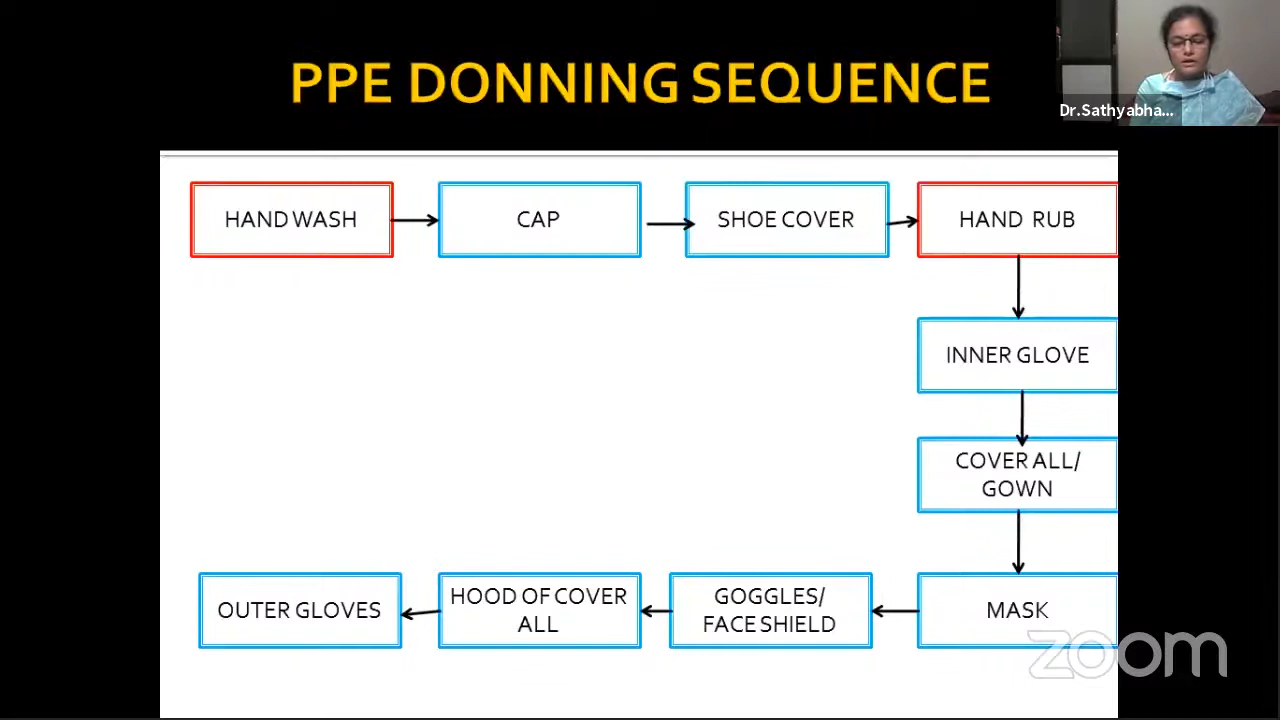 PPE DONNING SEQUENCE
Dr.Sathyabha...
HAND WASH
CAP
SHOE COVER
HAND RUB
INNER GLOVE
COVER ALL/
GOWN
MASK
GOGGLES/
FACE SHIELD
HOOD OF COVER
ALL
OUTER GLOVES
zoom